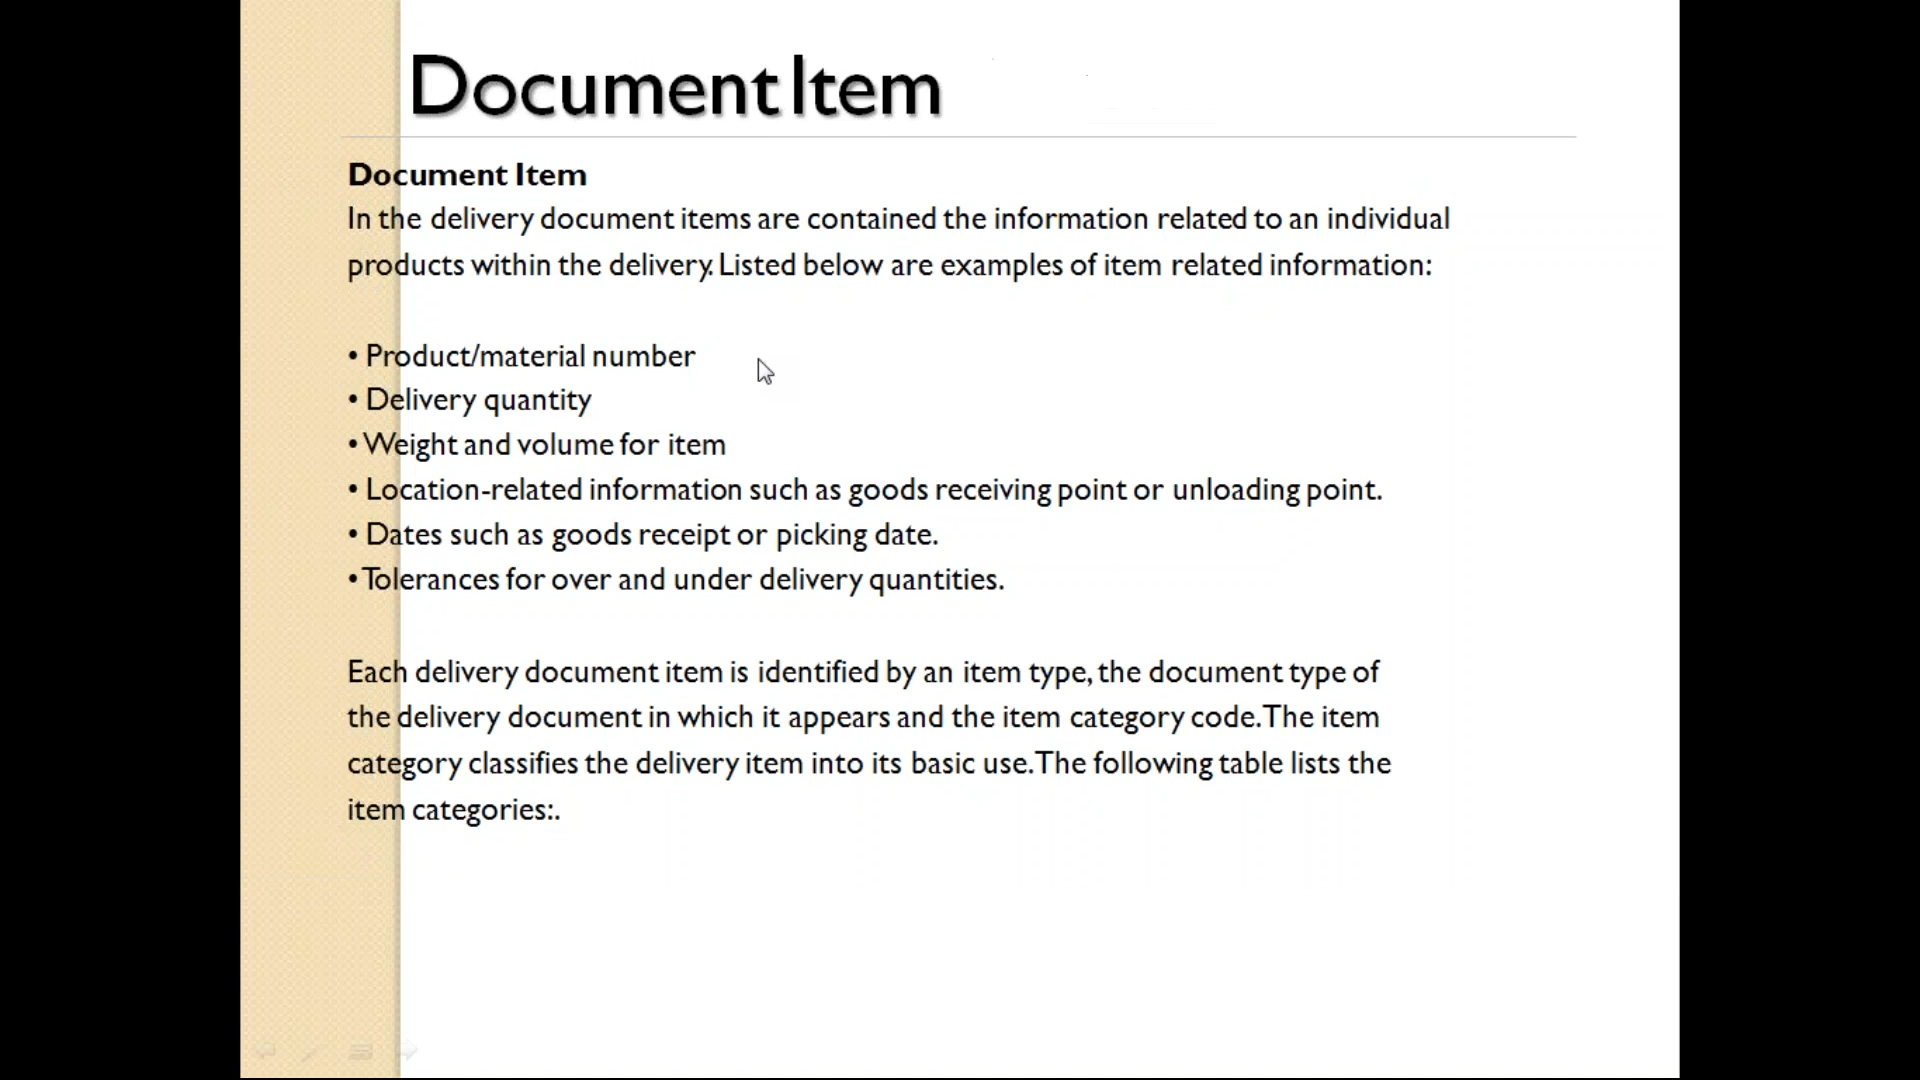 Document Item
Document Item
In the delivery document items are contained the information related to an individual
products within the delivery. Listed below are examples of item related information:
• Product/material number
• Delivery quantity
• Weight and volume for item
• Location-related information such as goods receiving point or unloading point.
• Dates such as goods receipt or picking date.
• Tolerances for over and under delivery quantities.
Each delivery document item is identified by an item type, the document type of
the delivery document in which it appears and the item category code. The item
category classifies the delivery item into its basic use. The following table lists the
item categories:.